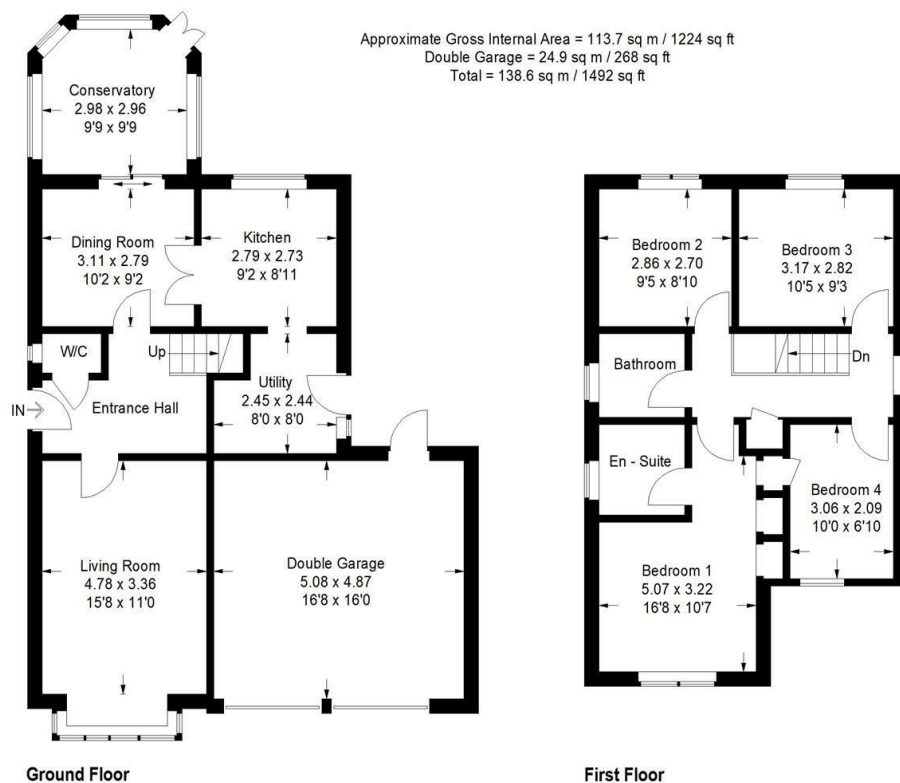 Approximate Gross Internal Area = 113.7 sq m / 1224 sq ft
Double Garage = 24.9 sq m / 268 sq ft
Total = 138.6 sq m / 1492 sq ft
Conservatory
2.98 x 2.96
9'9 x 9'9
Dining Room
3.11 x 2.79
10'2 x 9'2
Kitchen
2.79 x 2.73
9'2 x 8'11
W/C
Up
IN
Entrance Hall
Utility
2.45 x 2.44
8'0 x 8'0
Living Room
4.78 x 3.36
15'8 x 11'0
Double Garage
5.08 x 4.87
16'8 x 16'0
Ground Floor
Bedroom 2
2.86 x 2.70
9'5 x 8'10
Bedroom 3
3.17 x 2.82
10'5 x 9'3
Bathroom
Dn
En - Suite
Bedroom 4
3.06 x 2.09
10'0 x 6'10
Bedroom 1
5.07 x 3.22
16'8 x 10'7
First Floor